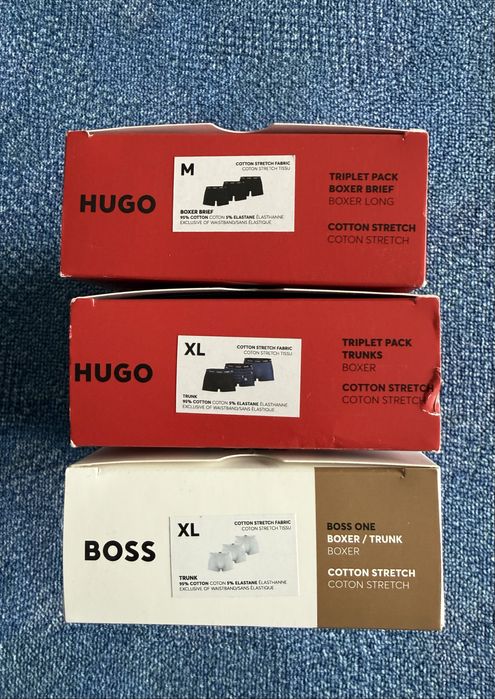 HUGO
M
COTTON STRETCH FABRIC
COTON STRETCH TISSU
BOXER BRIEF
95% COTTON COTON 5% ELASTANE ÉLASTHANNE
EXCLUSIVE OF WAISTBAND/SANS ÉLASTIQUE
TRIPLET PACK
BOXER BRIEF
BOXER LONG
COTTON STRETCH
COTON STRETCH
HUGO
XL
COTTON STRETCH FABRIC
COTON STRETCH TISSU
TRUNK
95% COTTON COTON 5% ELASTANE ÉLASTHANNE
EXCLUSIVE OF WAISTBAND/SANS ÉLASTIQUE
TRIPLET PACK
TRUNKS
BOXER
COTTON STRETCH
COTON STRETCH
BOSS
XL
COTTON STRETCH FABRIC
COTON STRETCH TISSU
TRUNK
95% COTTON COTON 5% ELASTANE ÉLASTHANNE
EXCLUSIVE OF WAISTBAND/SANS ÉLASTIQUE
BOSS ONE
BOXER / TRUNK
BOXER
COTTON STRETCH
COTON STRETCH